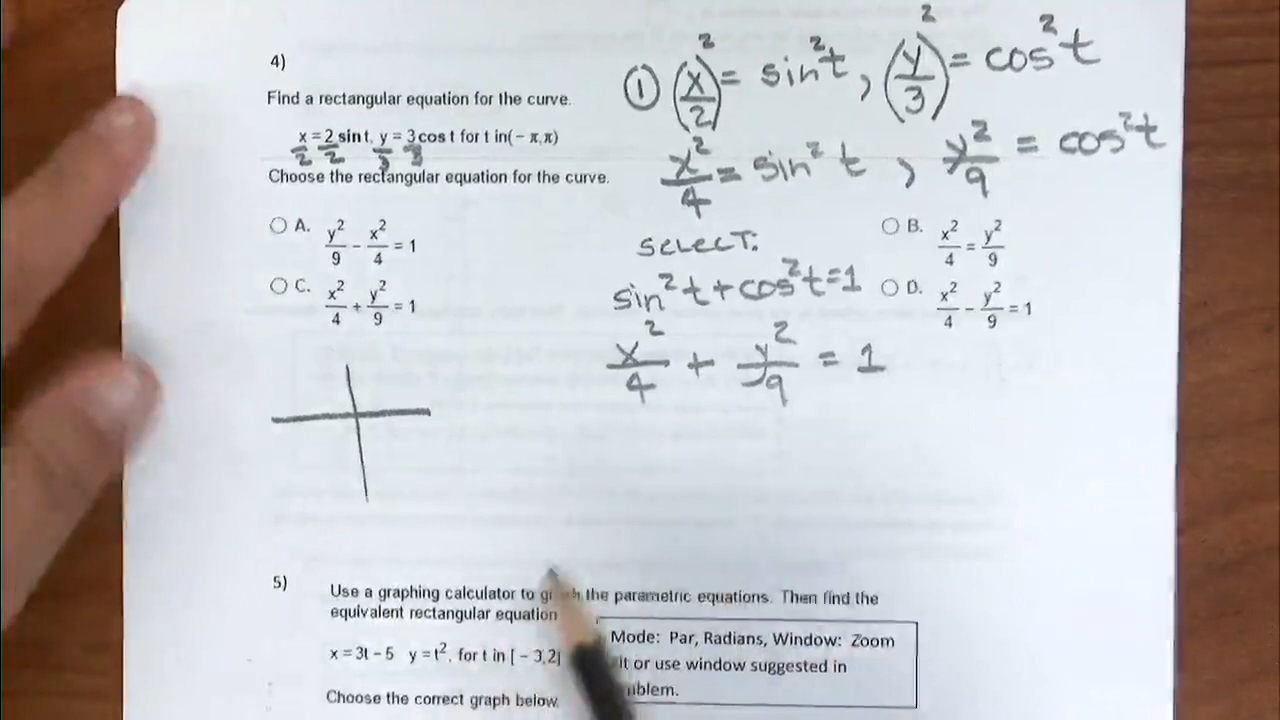 4)
Find a rectangular equation for the curve.
x = 2 sin t, y = 3 cos t for t in(− π,π)
2 2 3 3
Choose the rectangular equation for the curve.
A. y²/9 − x²/4 = 1
B. x²/4 = y²/9
C. x²/4 + y²/9 = 1
D. x²/4 − y²/9 = 1
① (x/2)² = sin²t, (y/3)² = cos²t
x²/4 = sin²t, y²/9 = cos²t
SELECT:
sin²t + cos²t = 1
x²/4 + y²/9 = 1
5)
Use a graphing calculator to the parametric equations. Then find the
equivalent rectangular equation
x = 3t − 5 y = t², for t in [ − 3,2]
Choose the correct graph below.
Mode: Par, Radians, Window: Zoom
or use window suggested in